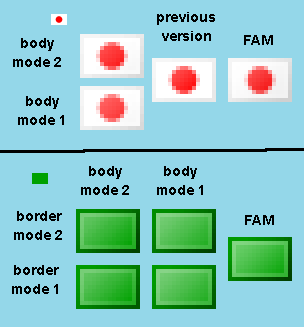 previous
version
FAM
body
mode 2
body
mode 1
body
mode 2
body
mode 1
border
mode 2
FAM
border
mode 1